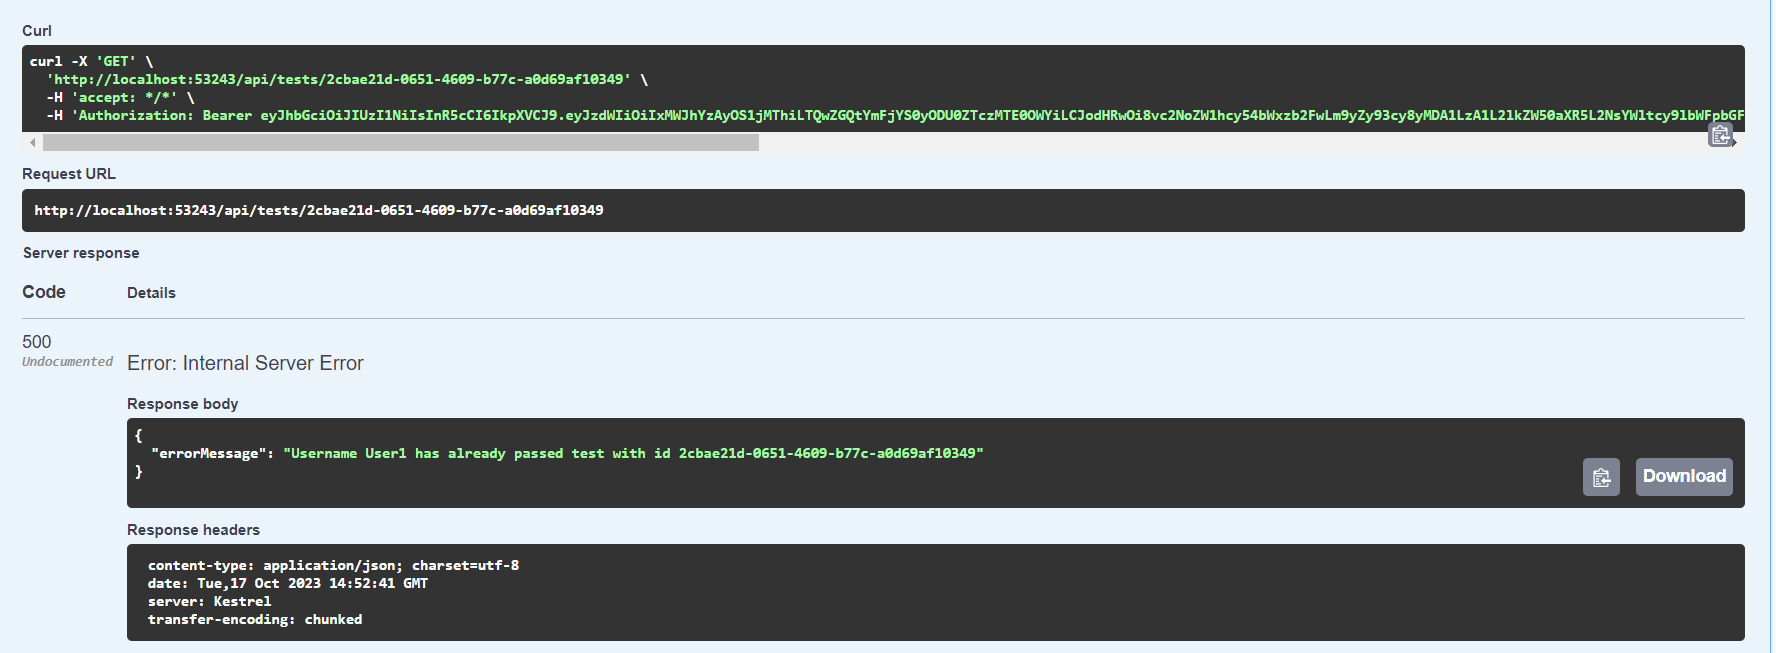 Curl
curl -X 'GET' \
'http://localhost:53243/api/tests/2cbae21d-0651-4609-b77c-a0d69af10349' \
-H 'accept: */*' \
-H 'Authorization: Bearer eyJhbGciOiJIUzI1NiIsInR5cCI6IkpXVCJ9.eyJzdWIiOiIxMWJhYzAyOS1jMThiLTQwZGQtYmFjYS0yODU0ZTczMTE0OWYiLCJodHRwOi8vc2NoZW1hcy54bWxzb2FwLm9yZy93cy8yMDA1LzA1L2lkZW50aXR5L2NsYWltcy9lbWFpbGF
Request URL
http://localhost:53243/api/tests/2cbae21d-0651-4609-b77c-a0d69af10349
Server response
Code Details
500
Undocumented
Error: Internal Server Error
Response body
{
"errorMessage": "Username User1 has already passed test with id 2cbae21d-0651-4609-b77c-a0d69af10349"
}
Download
Response headers
content-type: application/json; charset=utf-8
date: Tue,17 Oct 2023 14:52:41 GMT
server: Kestrel
transfer-encoding: chunked